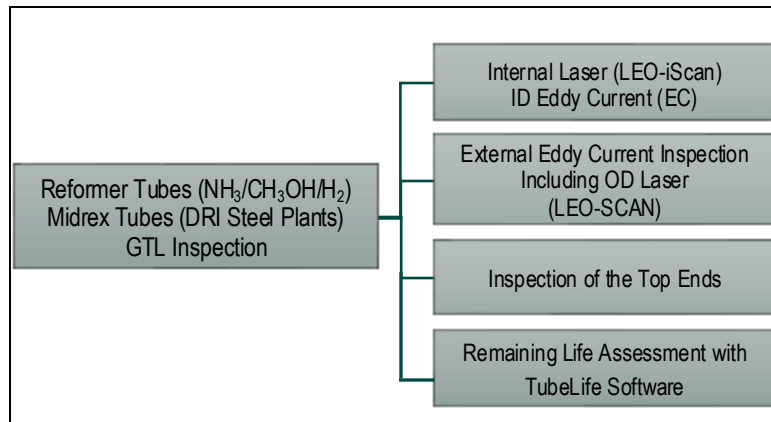 Reformer Tubes (NH₃/CH₃OH/H₂)
Midrex Tubes (DRI Steel Plants)
GTL Inspection
Internal Laser (LEO-iScan)
ID Eddy Current (EC)
External Eddy Current Inspection
Including OD Laser
(LEO-SCAN)
Inspection of the Top Ends
Remaining Life Assessment with
TubeLife Software